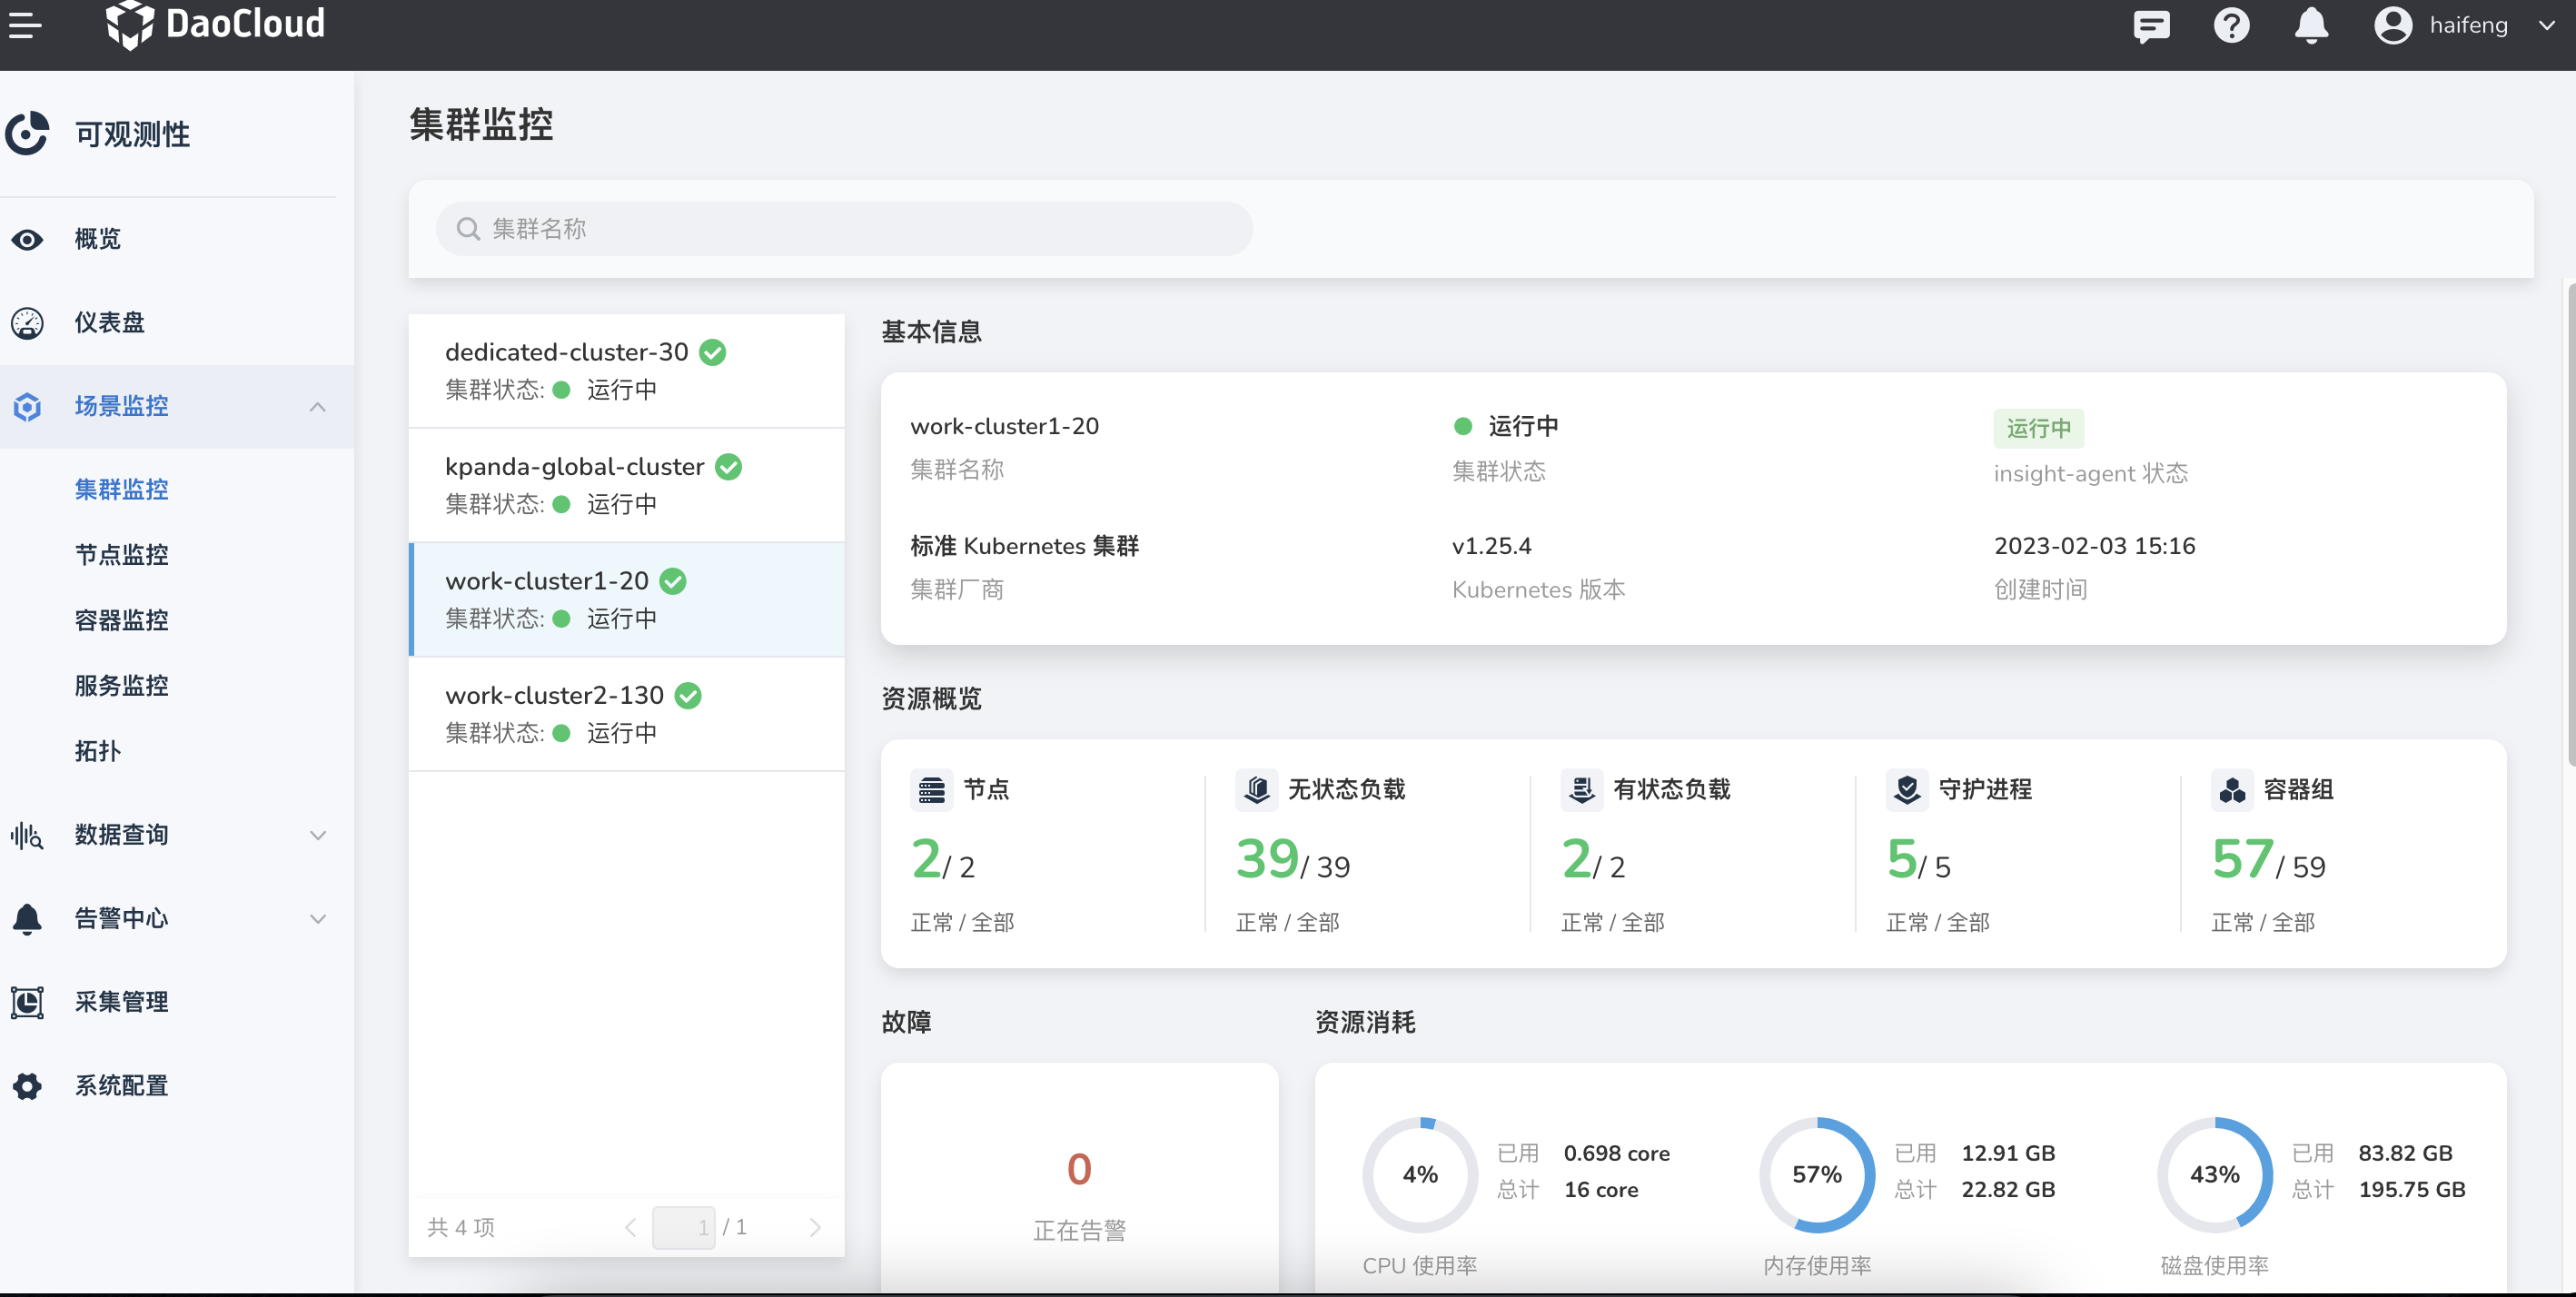 DaoCloud
haifeng
可观测性
概览
仪表盘
场景监控
集群监控
节点监控
容器监控
服务监控
拓扑
数据查询
告警中心
采集管理
系统配置
集群监控
集群名称
dedicated-cluster-30
集群状态: 运行中
kpanda-global-cluster
集群状态: 运行中
work-cluster1-20
集群状态: 运行中
work-cluster2-130
集群状态: 运行中
共 4 项 1 / 1
基本信息
work-cluster1-20
集群名称
运行中
集群状态
运行中
insight-agent 状态
标准 Kubernetes 集群
集群厂商
v1.25.4
Kubernetes 版本
2023-02-03 15:16
创建时间
资源概览
节点
2/ 2
正常 / 全部
无状态负载
39/ 39
正常 / 全部
有状态负载
2/ 2
正常 / 全部
守护进程
5/ 5
正常 / 全部
容器组
57/ 59
正常 / 全部
故障
0
正在告警
资源消耗
4%
已用 0.698 core
总计 16 core
CPU 使用率
57%
已用 12.91 GB
总计 22.82 GB
内存使用率
43%
已用 83.82 GB
总计 195.75 GB
磁盘使用率